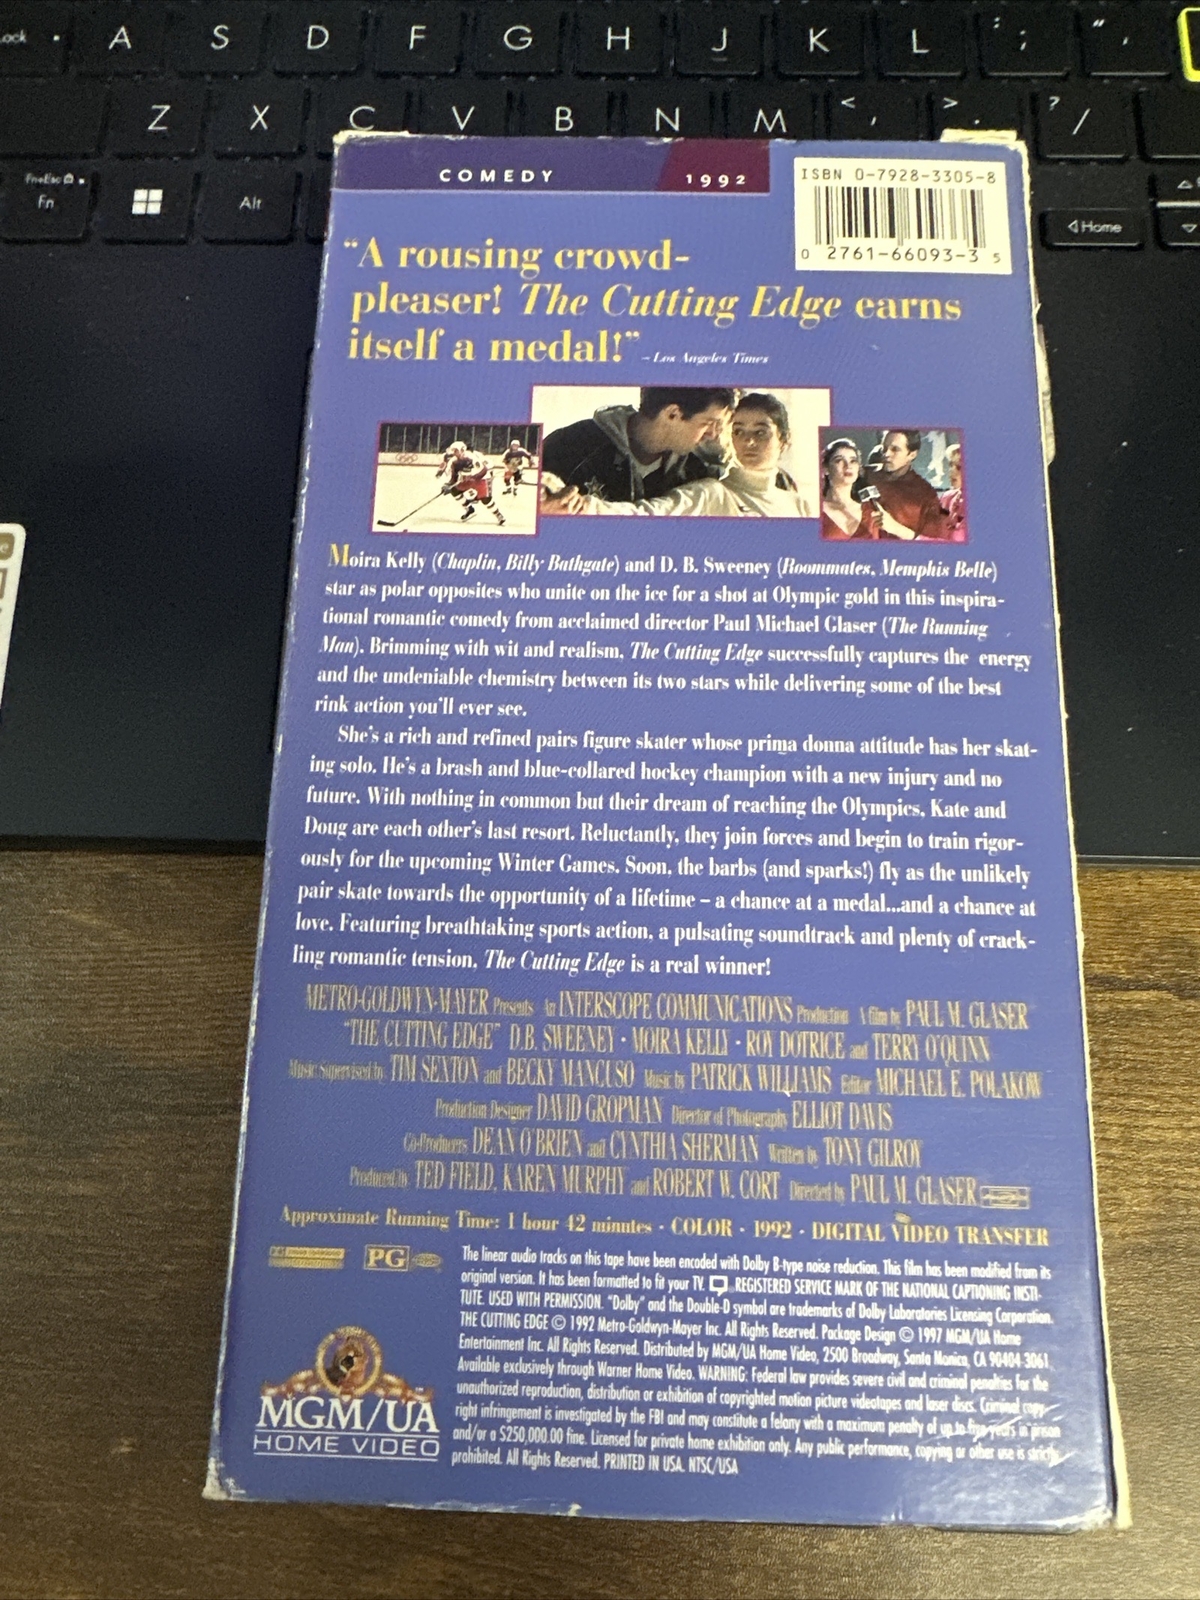 Lock
A S D F G H J K L : ; " '
Z X C V B N M < , > . ? /
FnEsc
Fn Alt Home
COMEDY 1992
ISBN 0-7928-3305-8
0 2761-66093-3 5
“A rousing crowd-
pleaser! The Cutting Edge earns
itself a medal!” – Los Angeles Times
Moira Kelly (Chaplin, Billy Bathgate) and D. B. Sweeney (Roommates, Memphis Belle)
star as polar opposites who unite on the ice for a shot at Olympic gold in this inspira-
tional romantic comedy from acclaimed director Paul Michael Glaser (The Running
Man). Brimming with wit and realism, The Cutting Edge successfully captures the energy
and the undeniable chemistry between its two stars while delivering some of the best
rink action you'll ever see.
She's a rich and refined pairs figure skater whose prima donna attitude has her skat-
ing solo. He's a brash and blue-collared hockey champion with a new injury and no
future. With nothing in common but their dream of reaching the Olympics, Kate and
Doug are each other's last resort. Reluctantly, they join forces and begin to train rigor-
ously for the upcoming Winter Games. Soon, the barbs (and sparks!) fly as the unlikely
pair skate towards the opportunity of a lifetime – a chance at a medal...and a chance at
love. Featuring breathtaking sports action, a pulsating soundtrack and plenty of crack-
ling romantic tension, The Cutting Edge is a real winner!
METRO-GOLDWYN-MAYER Presents An INTERSCOPE COMMUNICATIONS Production A film by PAUL M. GLASER
“THE CUTTING EDGE” D.B. SWEENEY · MOIRA KELLY · ROY DOTRICE and TERRY O'QUINN
Music Supervised by TIM SEXTON and BECKY MANCUSO Music by PATRICK WILLIAMS Editor MICHAEL E. POLAKOW
Production Designer DAVID GROPMAN Director of Photography ELLIOT DAVIS
Co-Producers DEAN O'BRIEN and CYNTHIA SHERMAN Written by TONY GILROY
Produced by TED FIELD, KAREN MURPHY and ROBERT W. CORT Directed by PAUL M. GLASER
Approximate Running Time: 1 hour 42 minutes · COLOR · 1992 · DIGITAL VIDEO TRANSFER
PG
The linear audio tracks on this tape have been encoded with Dolby B-type noise reduction. This film has been modified from its
original version. It has been formatted to fit your TV. REGISTERED SERVICE MARK OF THE NATIONAL CAPTIONING INSTI-
TUTE. USED WITH PERMISSION. “Dolby” and the Double-D symbol are trademarks of Dolby Laboratories Licensing Corporation.
THE CUTTING EDGE © 1992 Metro-Goldwyn-Mayer Inc. All Rights Reserved. Package Design © 1997 MGM/UA Home
Entertainment Inc. All Rights Reserved. Distributed by MGM/UA Home Video, 2500 Broadway, Santa Monica, CA 90404-3061.
Available exclusively through Warner Home Video. WARNING: Federal law provides severe civil and criminal penalties for the
unauthorized reproduction, distribution or exhibition of copyrighted motion picture videotapes and laser discs. Criminal copy-
right infringement is investigated by the FBI and may constitute a felony with a maximum penalty of up to five years in prison
and/or a $250,000.00 fine. Licensed for private home exhibition only. Any public performance, copying or other use is strictly
prohibited. All Rights Reserved. PRINTED IN USA. NTSC/USA
MGM/UA
HOME VIDEO